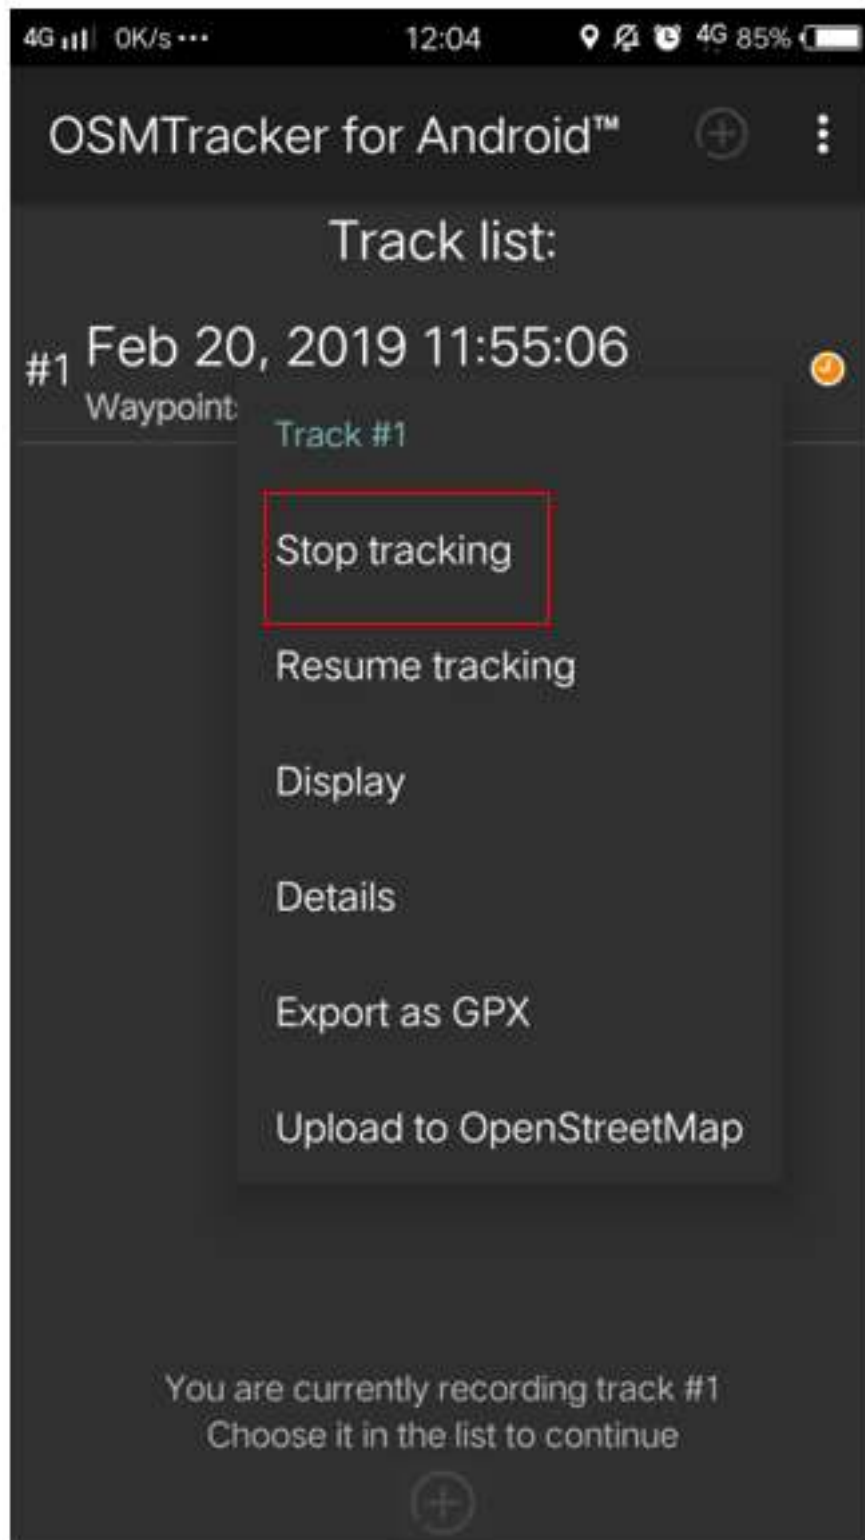 4G 0K/s ••• 12:04 4G 85%
OSMTracker for Android™
Track list:
#1 Feb 20, 2019 11:55:06
Track #1
Stop tracking
Resume tracking
Display
Details
Export as GPX
Upload to OpenStreetMap
You are currently recording track #1
Choose it in the list to continue